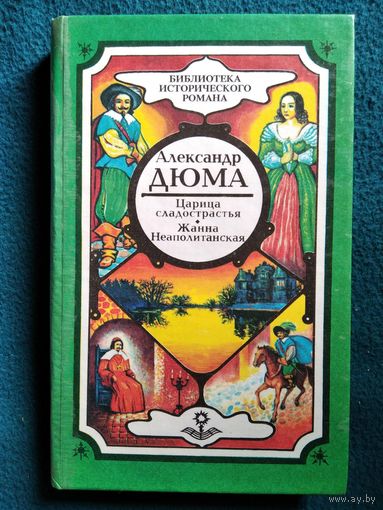 БИБЛИОТЕКА
ИСТОРИЧЕСКОГО
РОМАНА
Александр
ДЮМА
Царица
сладострастья
Жанна
Неаполитанская
www.ay.by